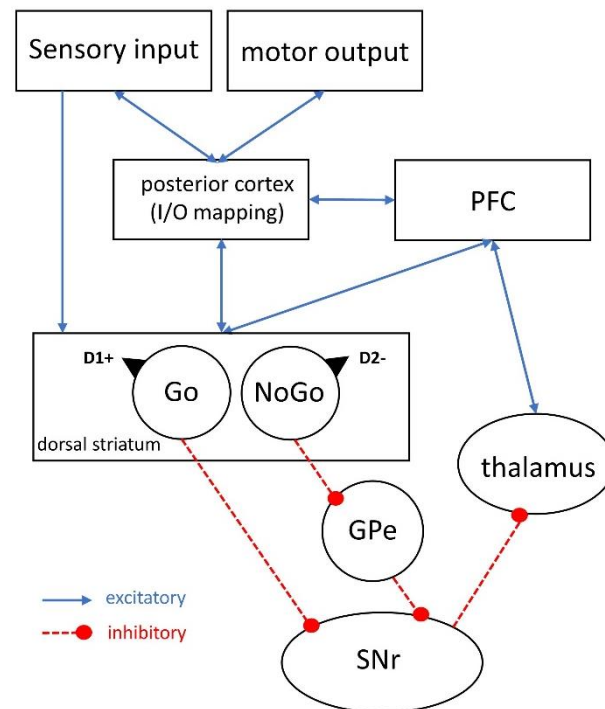 Sensory input
motor output
posterior cortex
(I/O mapping)
PFC
D1+
Go
NoGo
D2-
dorsal striatum
thalamus
GPe
excitatory
inhibitory
SNr